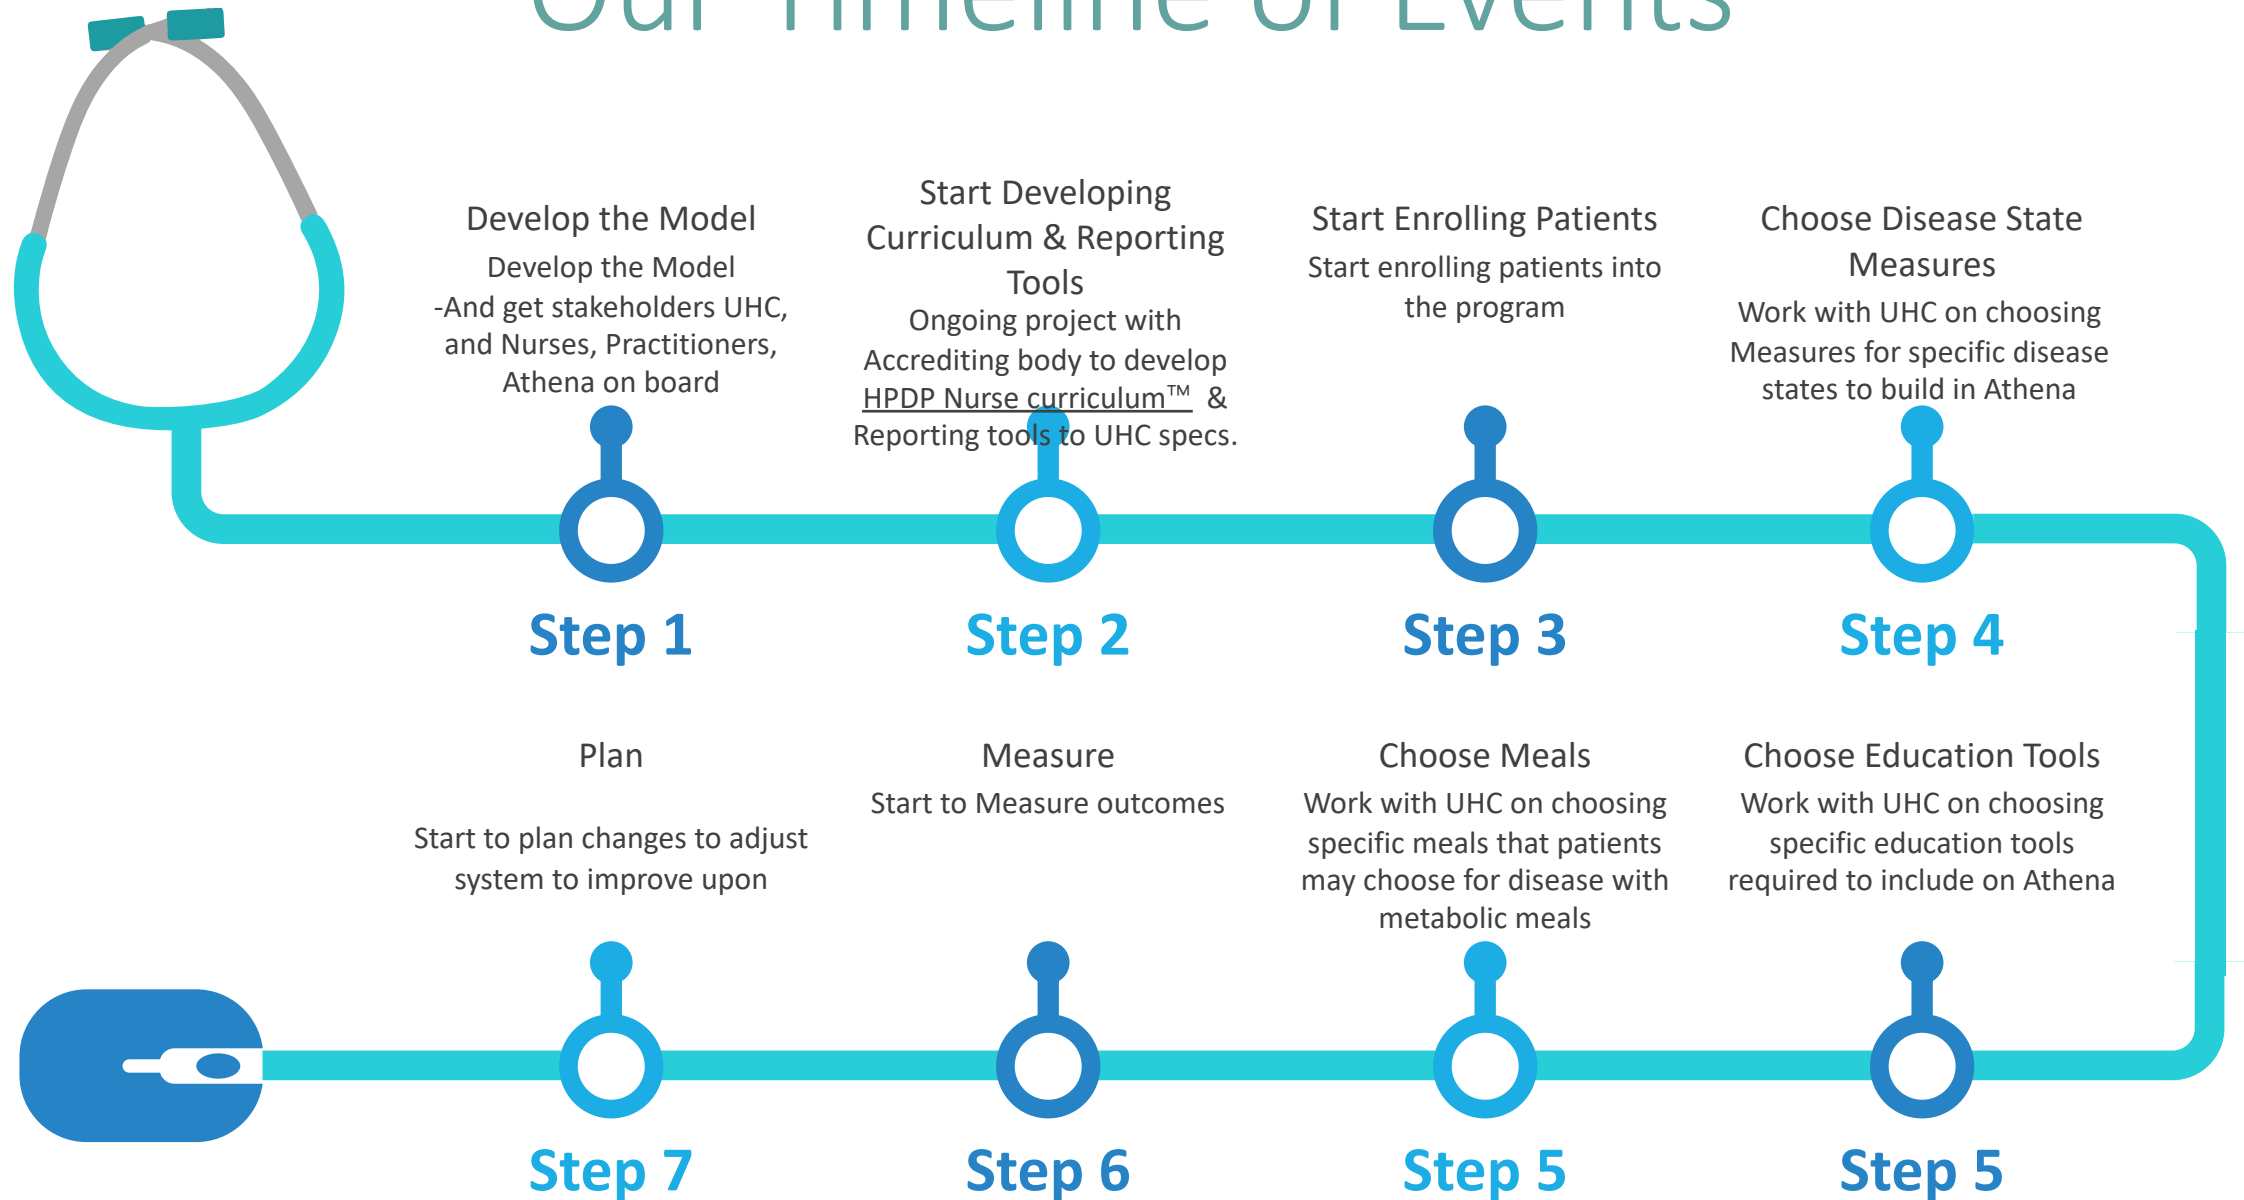 Our Timeline of Events
Develop the Model
Develop the Model
-And get stakeholders UHC,
and Nurses, Practitioners,
Athena on board
Step 1
Start Developing
Curriculum & Reporting
Tools
Ongoing project with
Accrediting body to develop
HPDP Nurse curriculum™ &
Reporting tools to UHC specs.
Step 2
Start Enrolling Patients
Start enrolling patients into
the program
Step 3
Choose Disease State
Measures
Work with UHC on choosing
Measures for specific disease
states to build in Athena
Step 4
Choose Education Tools
Work with UHC on choosing
specific education tools
required to include on Athena
Step 5
Choose Meals
Work with UHC on choosing
specific meals that patients
may choose for disease with
metabolic meals
Step 5
Measure
Start to Measure outcomes
Step 6
Plan
Start to plan changes to adjust
system to improve upon
Step 7